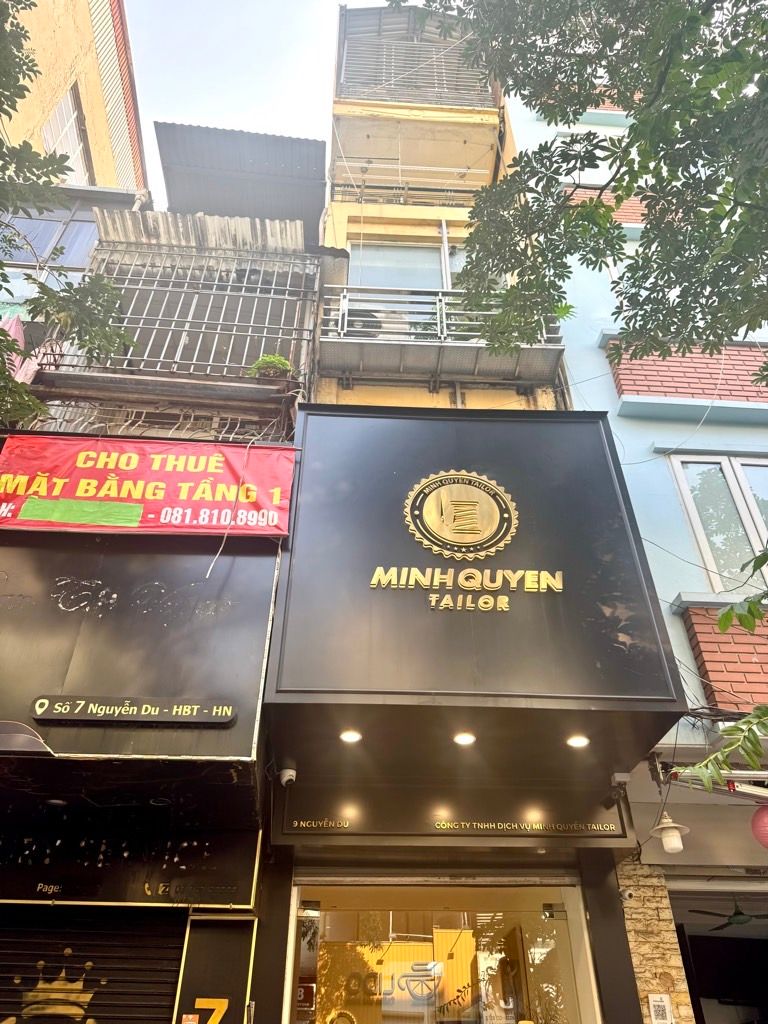 CHO THUÊ
MẶT BẰNG TẦNG 1
- 081.810.8990
Số 7 Nguyễn Du - HBT - HN
Page:
7
MINH QUYEN TAILOR
MINH QUYEN
TAILOR
9 NGUYỄN DU
CÔNG TY TNHH DỊCH VỤ MINH QUYÊN TAILOR